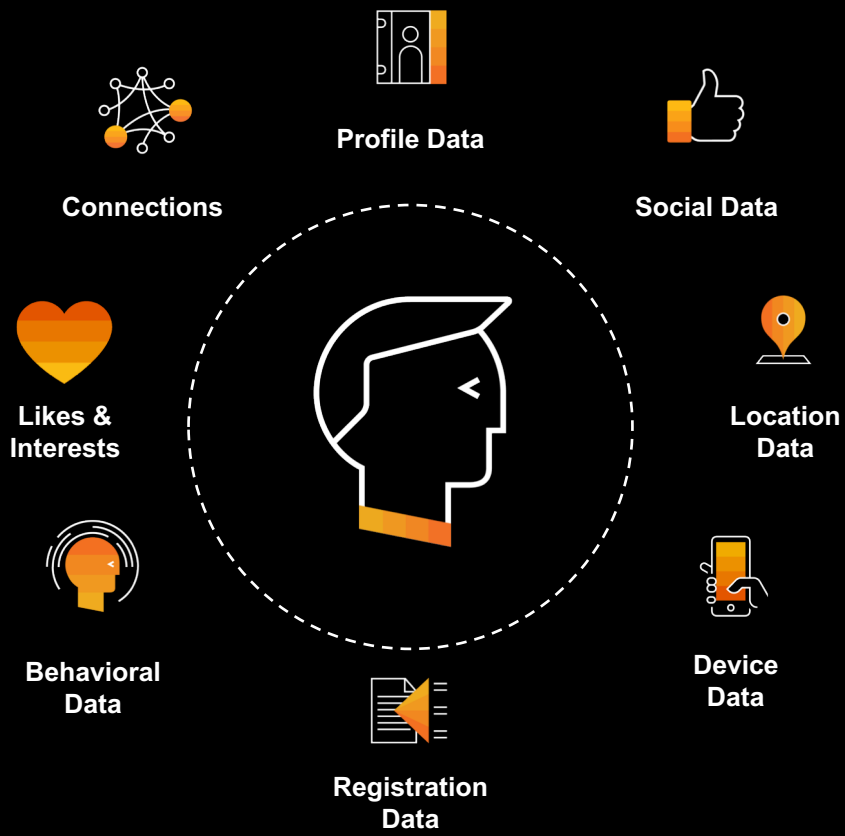 Profile Data
Connections
Social Data
Likes &
Interests
Location
Data
Behavioral
Data
Device
Data
Registration
Data